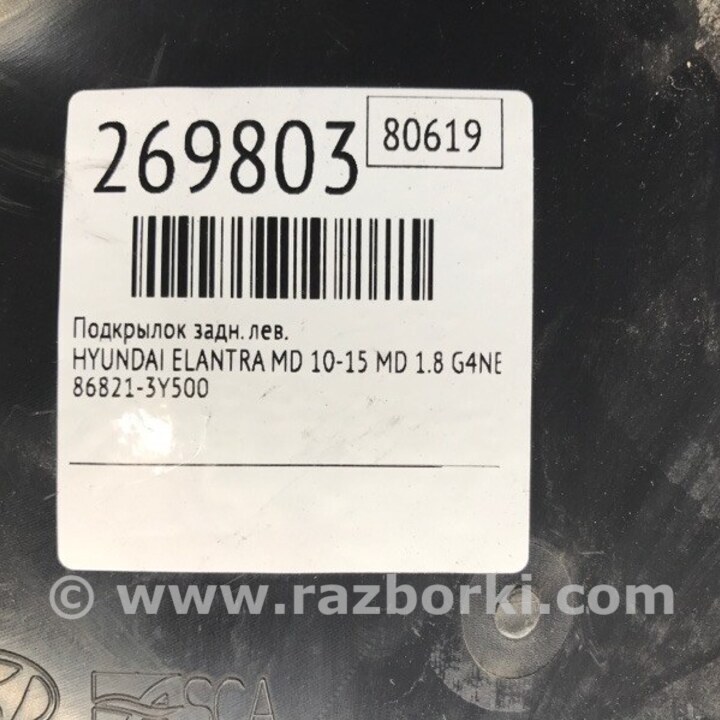 269803
80619
Подкрылок задн.лев.
HYUNDAI ELANTRA MD 10-15 MD 1.8 G4NE
86821-3Y500
© www.razborki.com
SCA